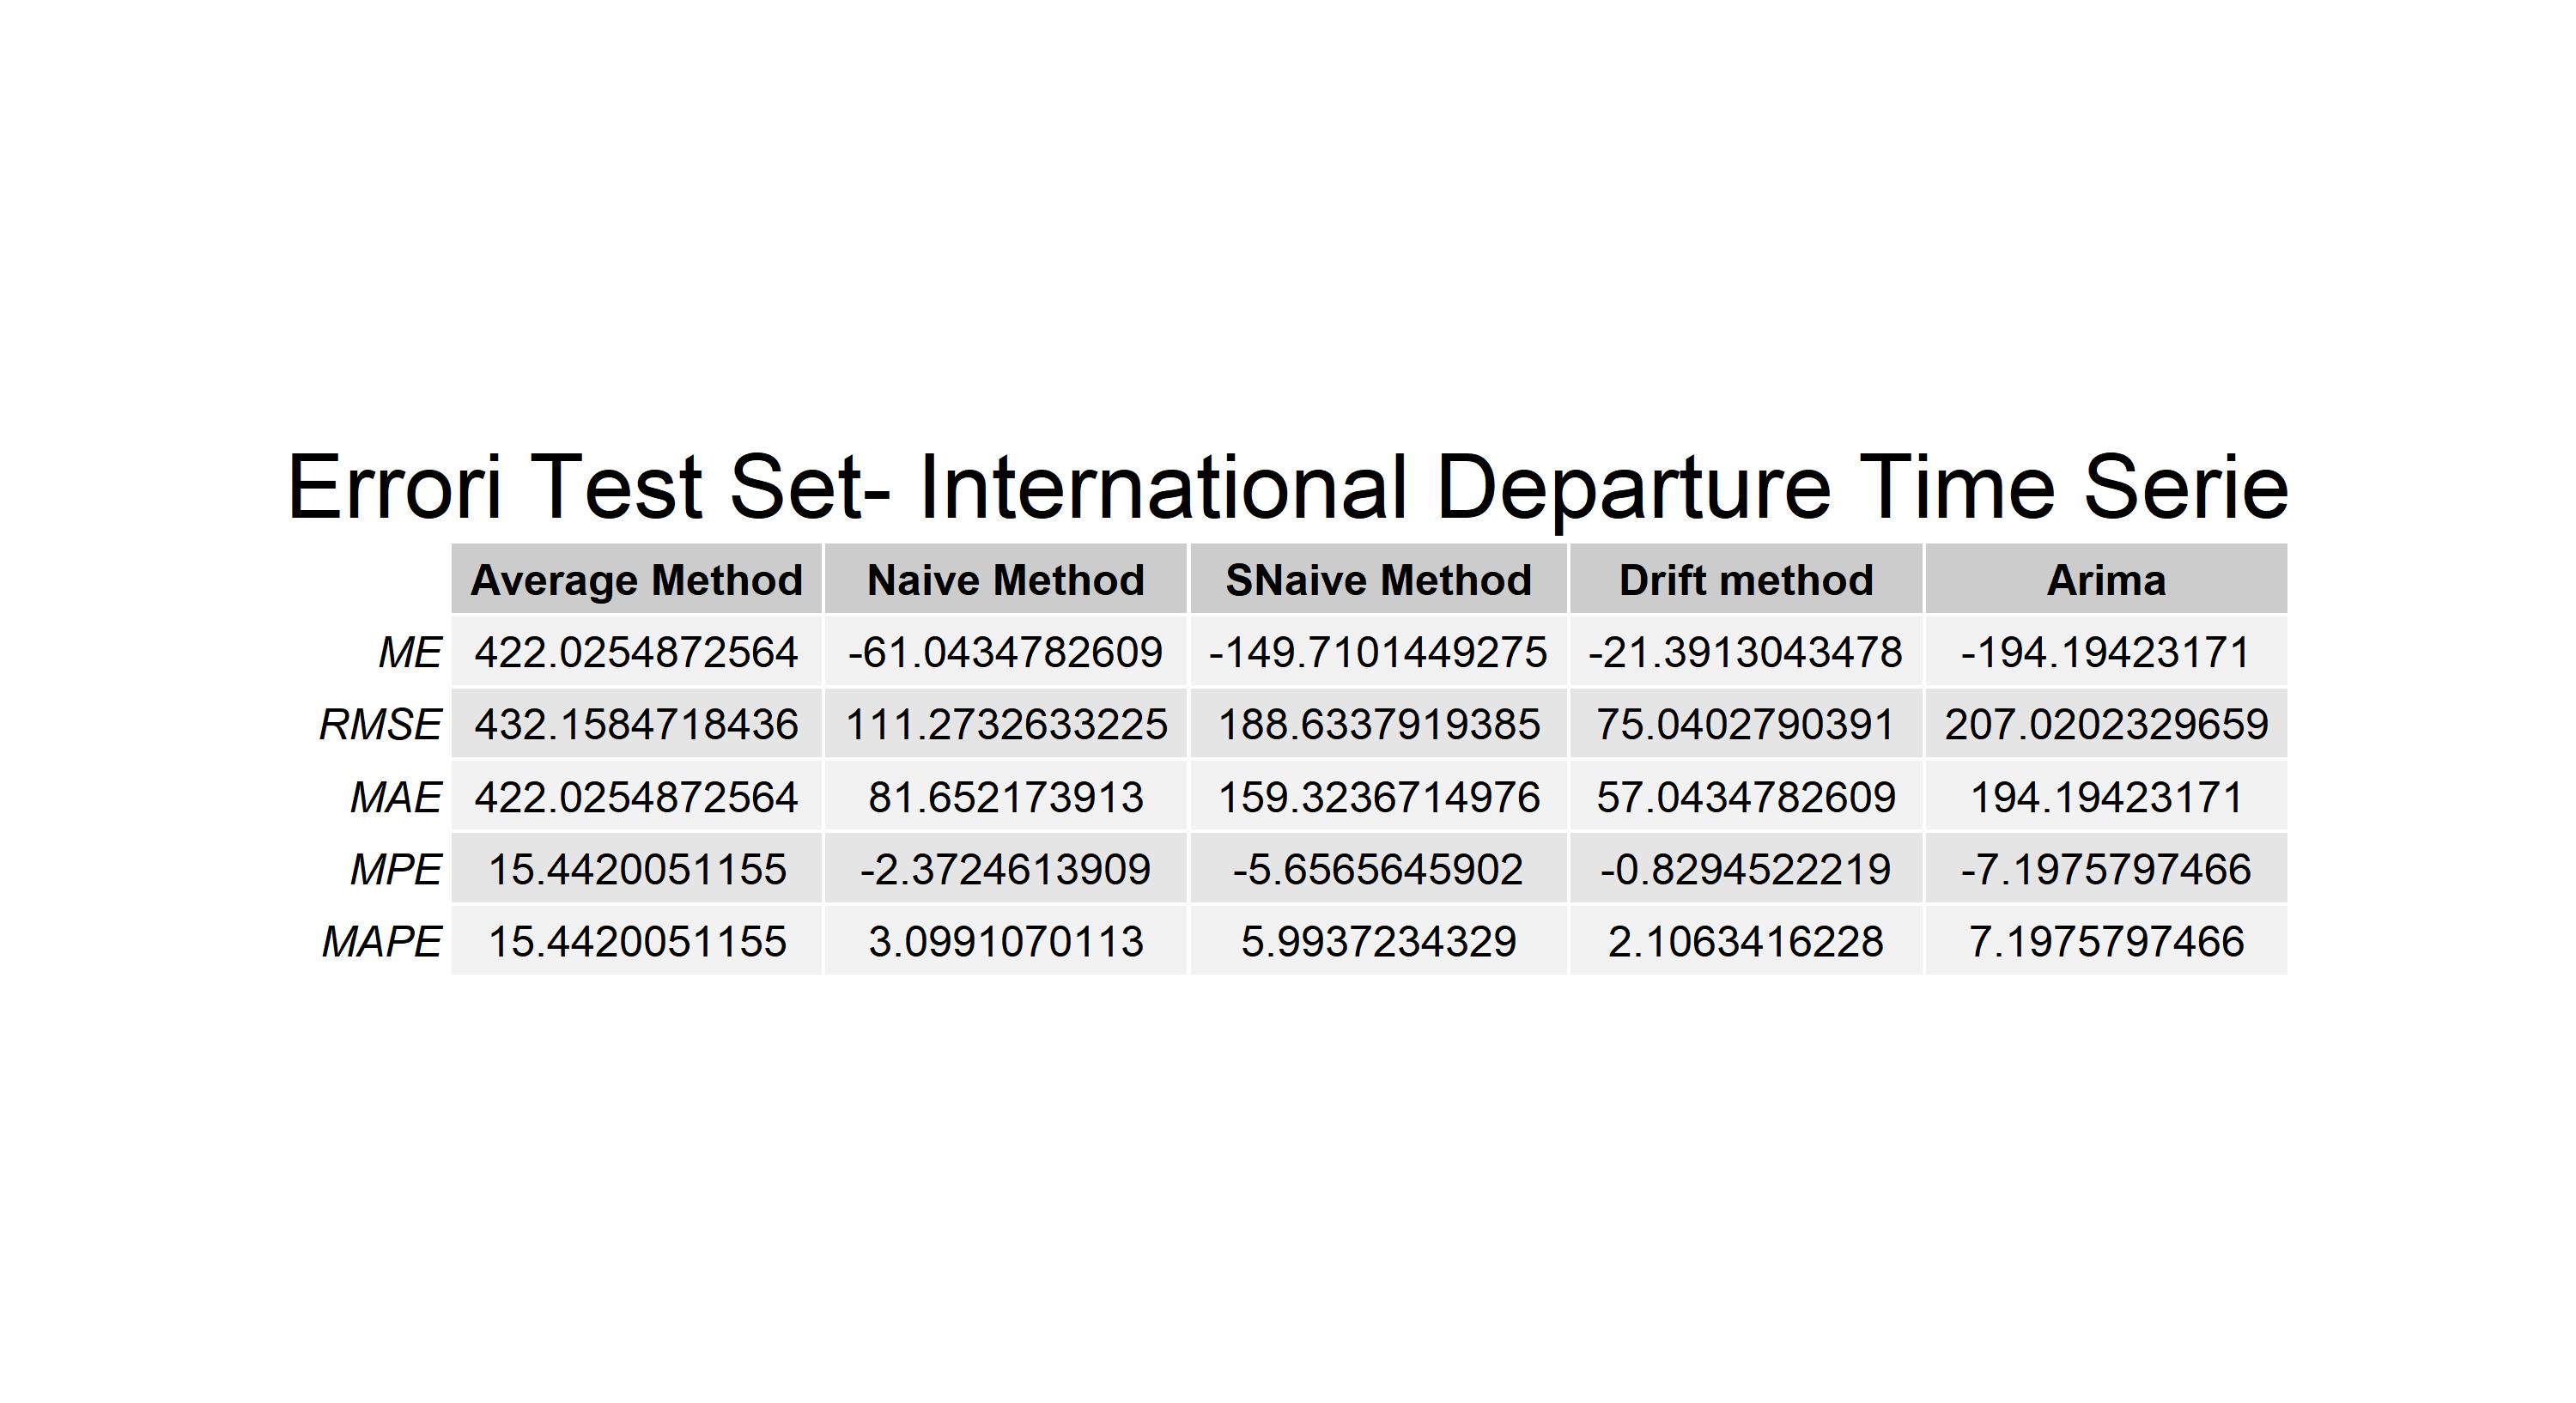 Errori Test Set- International Departure Time Serie
Average Method Naive Method SNaive Method Drift method Arima
ME 422.0254872564 -61.0434782609 -149.7101449275 -21.3913043478 -194.19423171
RMSE 432.1584718436 111.2732633225 188.6337919385 75.0402790391 207.0202329659
MAE 422.0254872564 81.652173913 159.3236714976 57.0434782609 194.19423171
MPE 15.4420051155 -2.3724613909 -5.6565645902 -0.8294522219 -7.1975797466
MAPE 15.4420051155 3.0991070113 5.9937234329 2.1063416228 7.1975797466